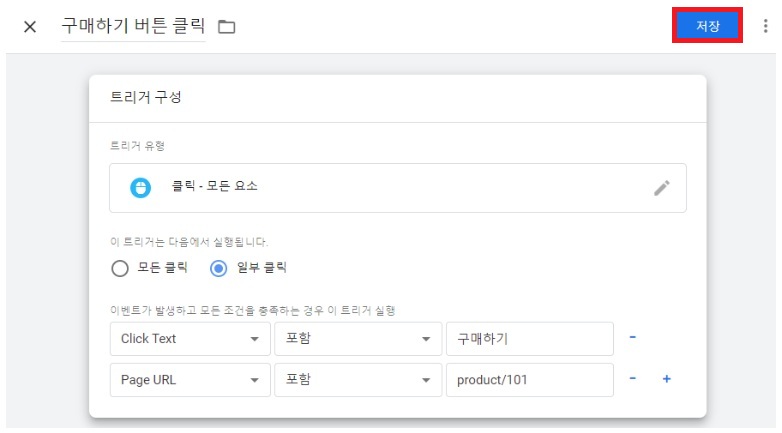 구매하기 버튼 클릭
저장
트리거 구성
트리거 유형
클릭 - 모든 요소
이 트리거는 다음에서 실행됩니다.
모든 클릭 일부 클릭
이벤트가 발생하고 모든 조건을 충족하는 경우 이 트리거 실행
Click Text 포함 구매하기 -
Page URL 포함 product/101 - +